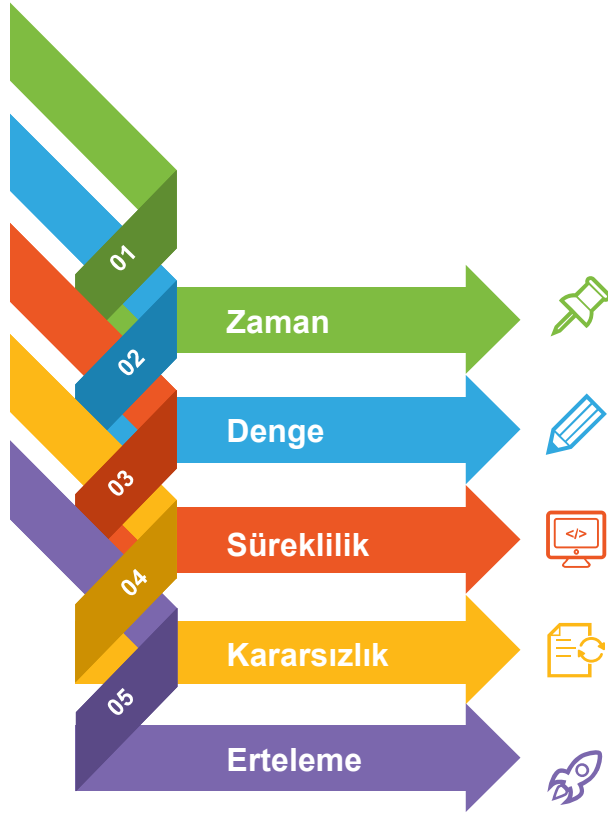 01
Zaman
02
Denge
03
Süreklilik
</>
04
Kararsızlık
05
Erteleme